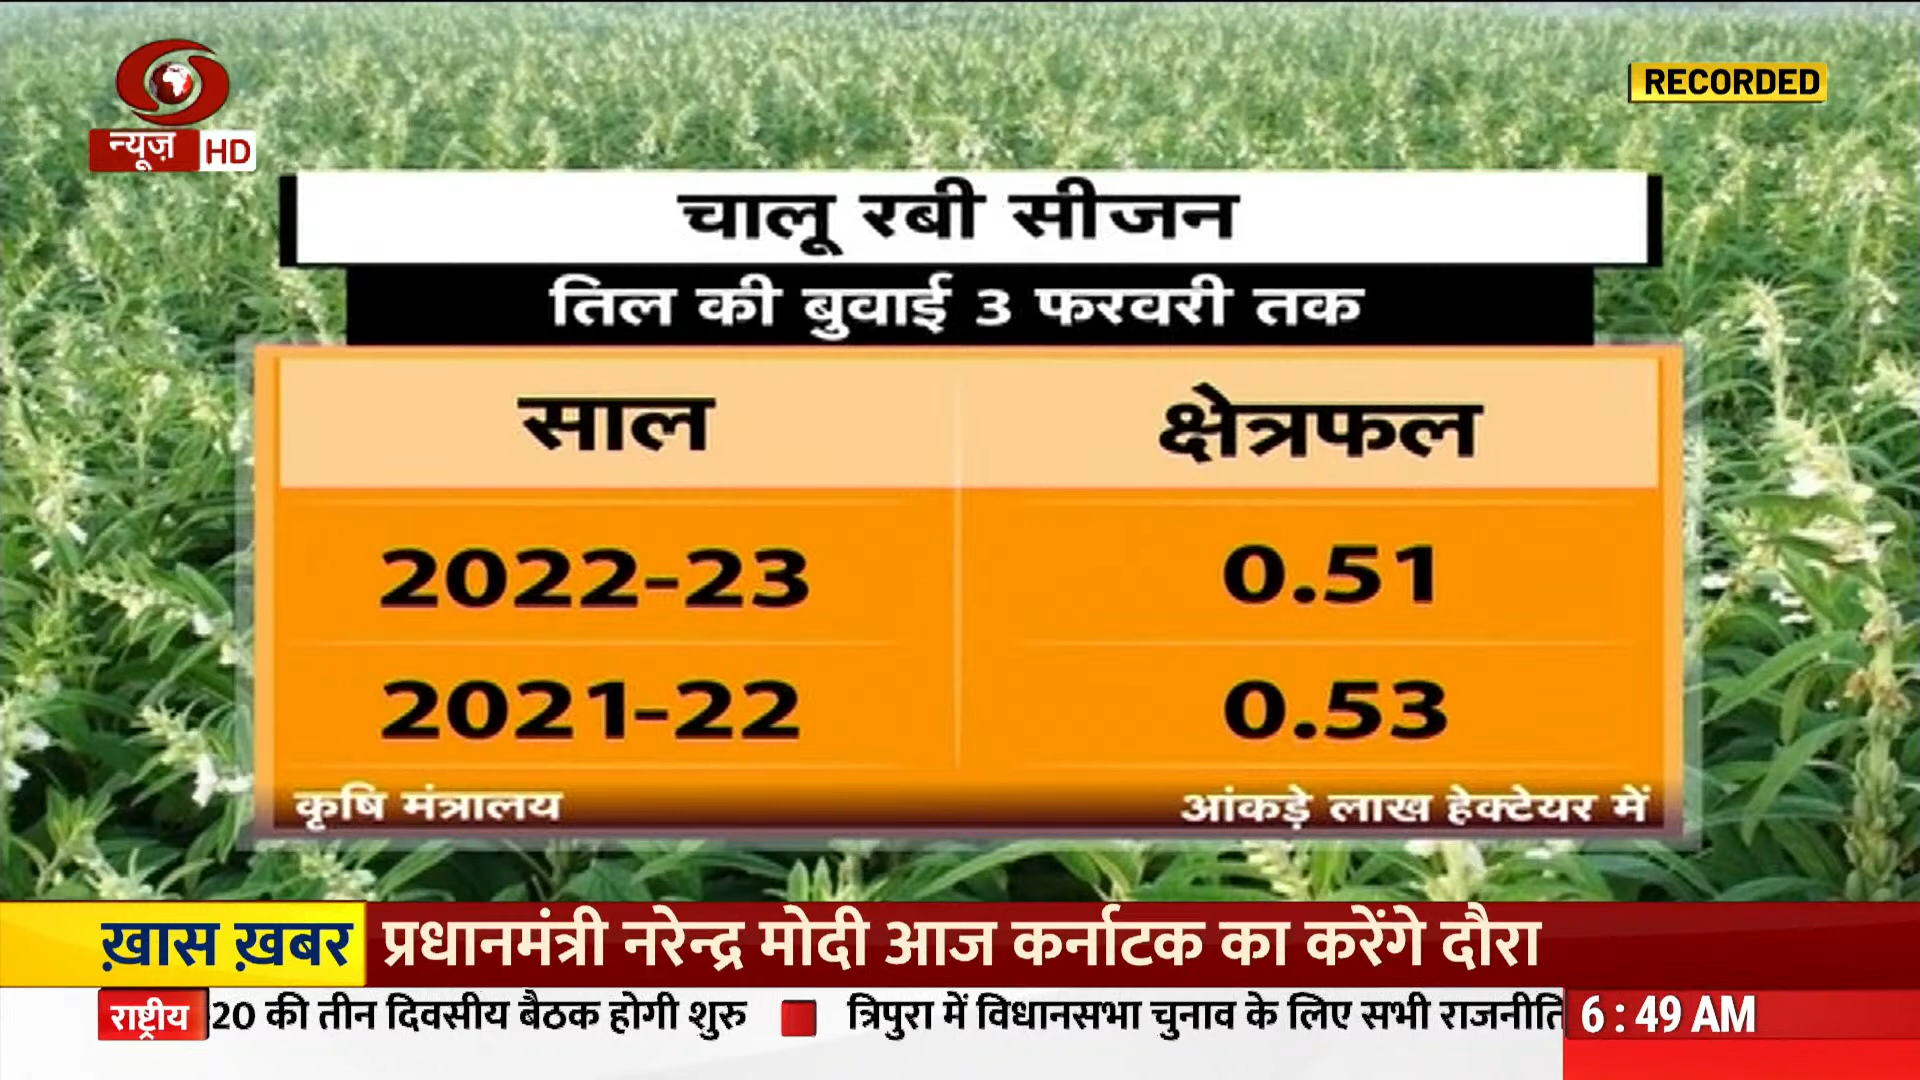 न्यूज़ HD
RECORDED
चालू रबी सीजन
तिल की बुवाई 3 फरवरी तक
साल क्षेत्रफल
2022-23 0.51
2021-22 0.53
कृषि मंत्रालय आंकड़े लाख हेक्टेयर में
ख़ास ख़बर प्रधानमंत्री नरेन्द्र मोदी आज कर्नाटक का करेंगे दौरा
राष्ट्रीय 20 की तीन दिवसीय बैठक होगी शुरु त्रिपुरा में विधानसभा चुनाव के लिए सभी राजनीति 6:49 AM